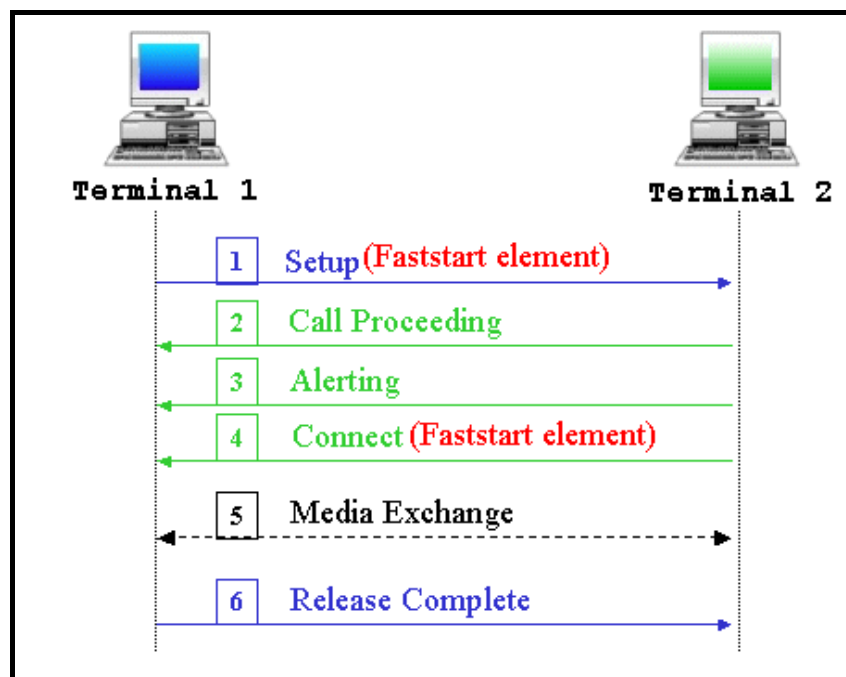 Terminal 1
Terminal 2
1 Setup (Faststart element)
2 Call Proceeding
3 Alerting
4 Connect (Faststart element)
5 Media Exchange
6 Release Complete